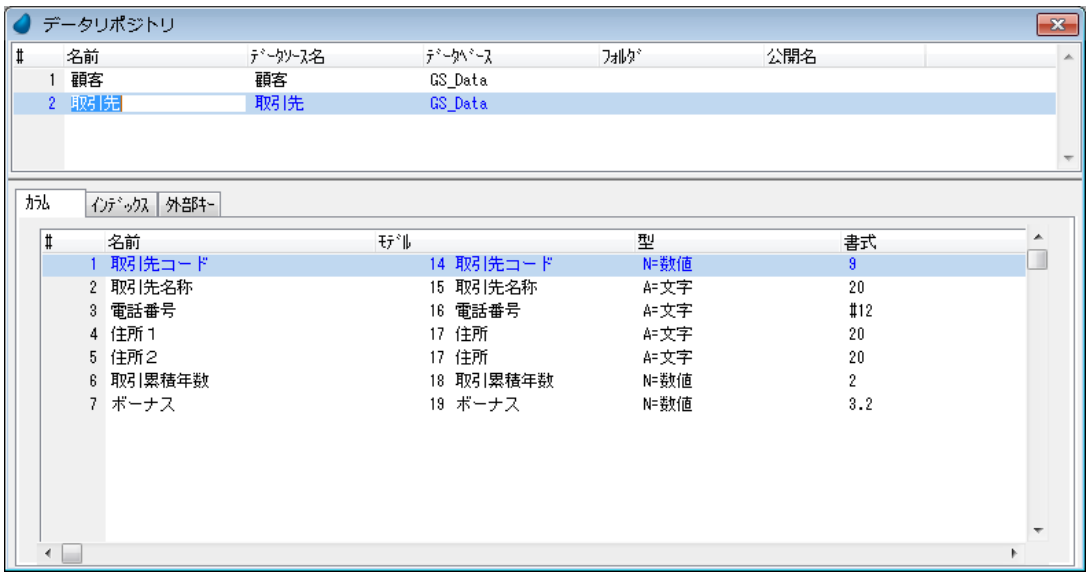 データリポジトリ
# 名前 ﾃﾞｰﾀｿｰｽ名 ﾃﾞｰﾀﾍﾞｰｽ ﾌｫﾙﾀﾞ 公開名
1 顧客 顧客 GS_Data
2 取引先 取引先 GS_Data
ｶﾗﾑ ｲﾝﾃﾞｯｸｽ 外部ｷｰ
# 名前 ﾓﾃﾞﾙ 型 書式
1 取引先コード 14 取引先コード N=数値 9
2 取引先名称 15 取引先名称 A=文字 20
3 電話番号 16 電話番号 A=文字 #12
4 住所１ 17 住所 A=文字 20
5 住所２ 17 住所 A=文字 20
6 取引累積年数 18 取引累積年数 N=数値 2
7 ボーナス 19 ボーナス N=数値 3.2